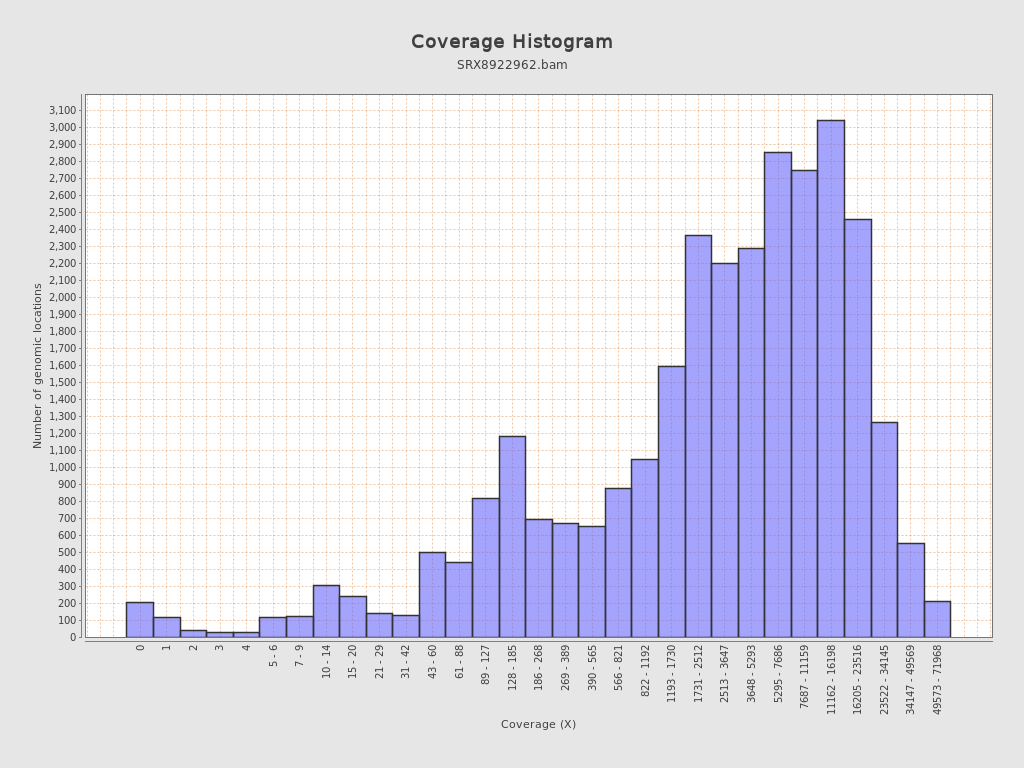 Coverage Histogram
SRX8922962.bam
Number of genomic locations
3,100
3,000
2,900
2,800
2,700
2,600
2,500
2,400
2,300
2,200
2,100
2,000
1,900
1,800
1,700
1,600
1,500
1,400
1,300
1,200
1,100
1,000
900
800
700
600
500
400
300
200
100
0
0
1
2
3
4
5 - 6
7 - 9
10 - 14
15 - 20
21 - 29
31 - 42
43 - 60
61 - 88
89 - 127
128 - 185
186 - 268
269 - 389
390 - 565
566 - 821
822 - 1192
1193 - 1730
1731 - 2512
2513 - 3647
3648 - 5293
5295 - 7686
7687 - 11159
11162 - 16198
16205 - 23516
23522 - 34145
34147 - 49569
49573 - 71968
Coverage (X)